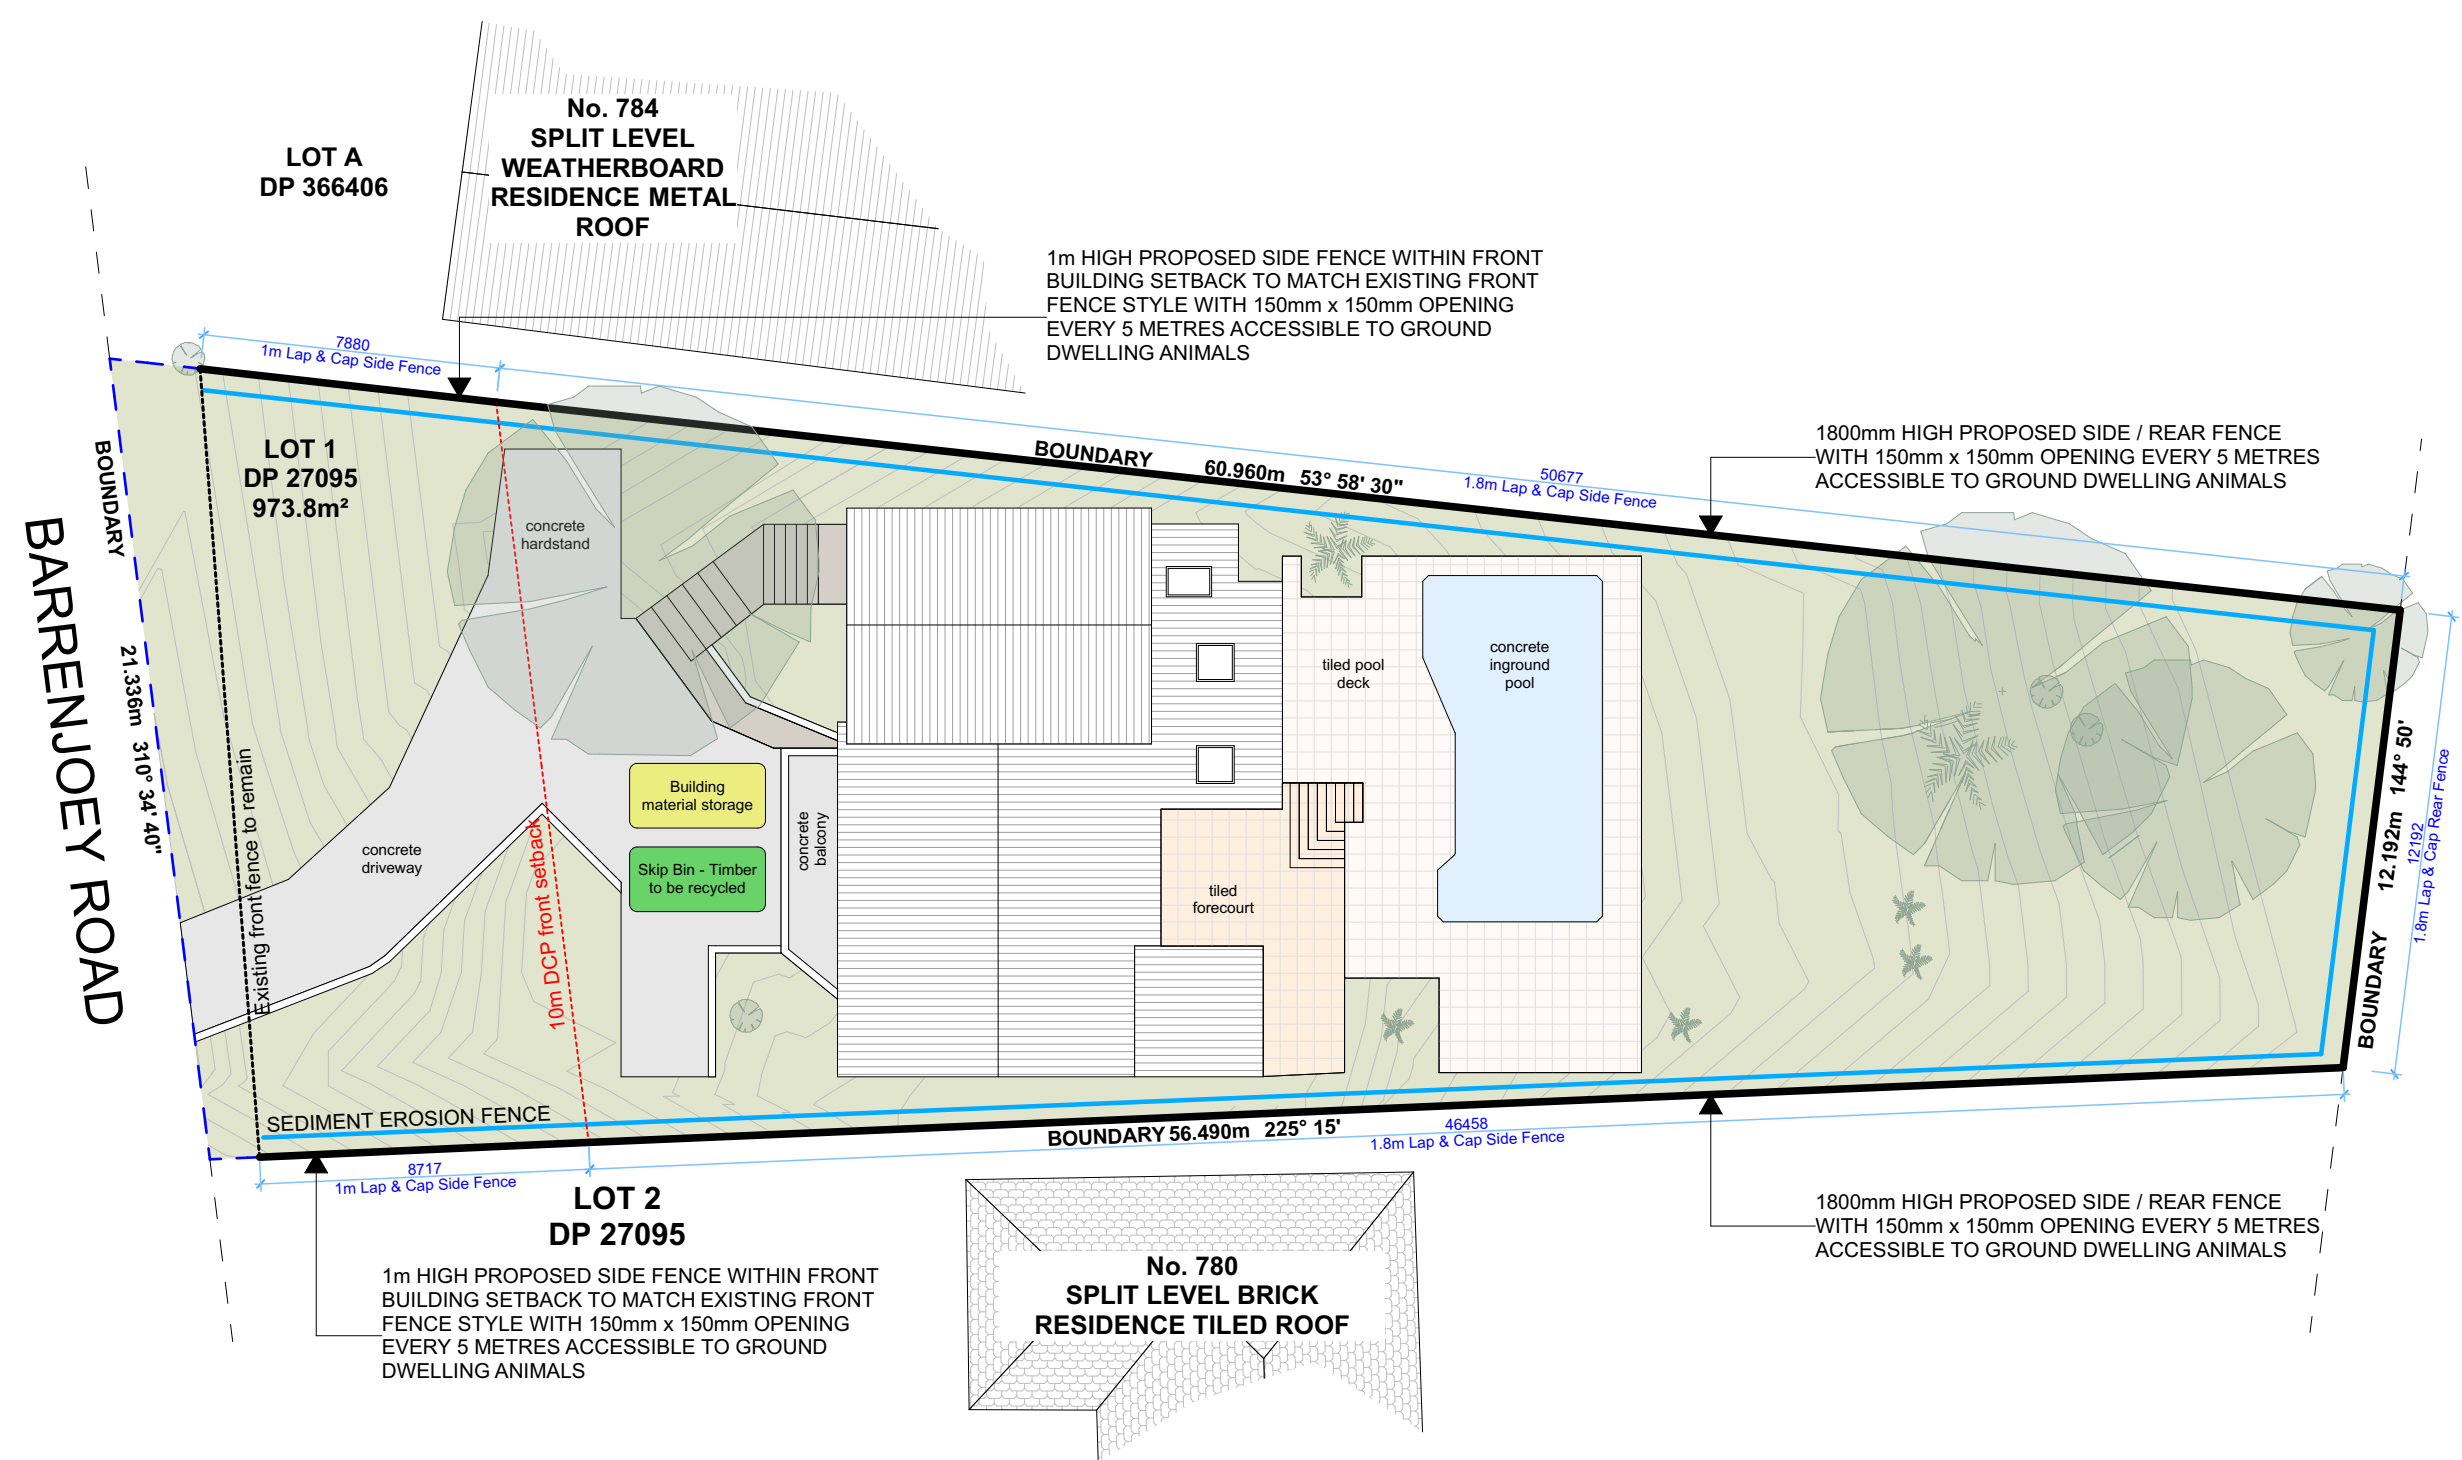 No. 784
SPLIT LEVEL
WEATHERBOARD
RESIDENCE METAL
ROOF
LOT A
DP 366406
1m HIGH PROPOSED SIDE FENCE WITHIN FRONT
BUILDING SETBACK TO MATCH EXISTING FRONT
FENCE STYLE WITH 150mm x 150mm OPENING
EVERY 5 METRES ACCESSIBLE TO GROUND
DWELLING ANIMALS
7880
1m Lap & Cap Side Fence
BOUNDARY 60.960m 53° 58' 30"
50677
1.8m Lap & Cap Side Fence
1800mm HIGH PROPOSED SIDE / REAR FENCE
WITH 150mm x 150mm OPENING EVERY 5 METRES
ACCESSIBLE TO GROUND DWELLING ANIMALS
BARRENJOEY ROAD
BOUNDARY
21.336m 310° 34' 40"
LOT 1
DP 27095
973.8m²
concrete
hardstand
Existing front fence to remain
concrete
driveway
10m DCP front setback
Building
material storage
Skip Bin - Timber
to be recycled
concrete
balcony
tiled pool
deck
concrete
inground
pool
tiled
forecourt
BOUNDARY 12.192m 144° 50'
12192
1.8m Lap & Cap Rear Fence
SEDIMENT EROSION FENCE
BOUNDARY 56.490m 225° 15'
46458
1.8m Lap & Cap Side Fence
8717
1m Lap & Cap Side Fence
LOT 2
DP 27095
1m HIGH PROPOSED SIDE FENCE WITHIN FRONT
BUILDING SETBACK TO MATCH EXISTING FRONT
FENCE STYLE WITH 150mm x 150mm OPENING
EVERY 5 METRES ACCESSIBLE TO GROUND
DWELLING ANIMALS
No. 780
SPLIT LEVEL BRICK
RESIDENCE TILED ROOF
1800mm HIGH PROPOSED SIDE / REAR FENCE
WITH 150mm x 150mm OPENING EVERY 5 METRES
ACCESSIBLE TO GROUND DWELLING ANIMALS